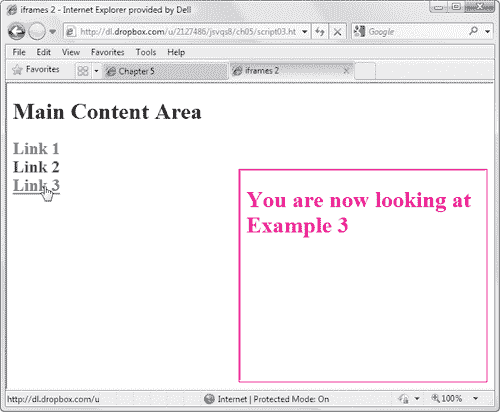 iframes 2 - Internet Explorer provided by Dell
http://dl.dropbox.com/u/2127486/jsvqs8/ch05/script03.ht
Google
File Edit View Favorites Tools Help
Favorites
Chapter 5
iframes 2
Main Content Area
Link 1
Link 2
Link 3
You are now looking at
Example 3
http://dl.dropbox.com/u
Internet | Protected Mode: On
100%